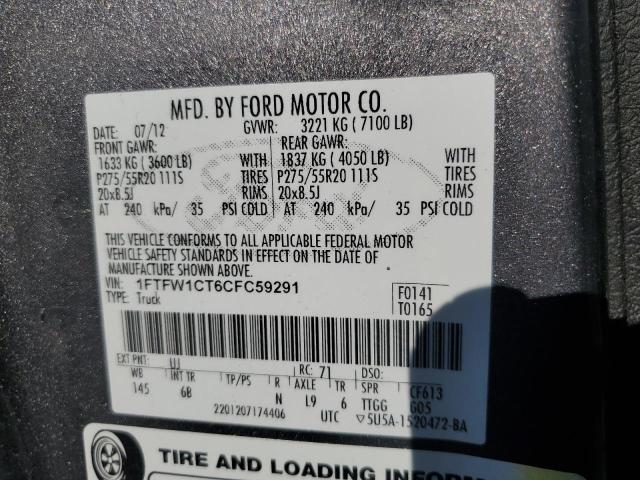 MFD. BY FORD MOTOR CO.
DATE: 07/12 GVWR: 3221 KG ( 7100 LB)
FRONT GAWR: REAR GAWR:
1633 KG ( 3600 LB) WITH 1837 KG ( 4050 LB) WITH
P275/55R20 111S TIRES P275/55R20 111S TIRES
20x8.5J RIMS 20x8.5J RIMS
AT 240 kPa/ 35 PSI COLD AT 240 kPa/ 35 PSI COLD
THIS VEHICLE CONFORMS TO ALL APPLICABLE FEDERAL MOTOR
VEHICLE SAFETY STANDARDS IN EFFECT ON THE DATE OF
MANUFACTURE SHOWN ABOVE.
VIN: 1FTFW1CT6CFC59291 F0141
TYPE: Truck T0165
EXT PNT: UJ RC: 71 DSO:
WB INT TR TP/PS R AXLE TR SPR CF613
145 6B N L9 6 TTGG G05
2201207174406 UTC ▽5U5A-1520472-BA
TIRE AND LOADING INFORM